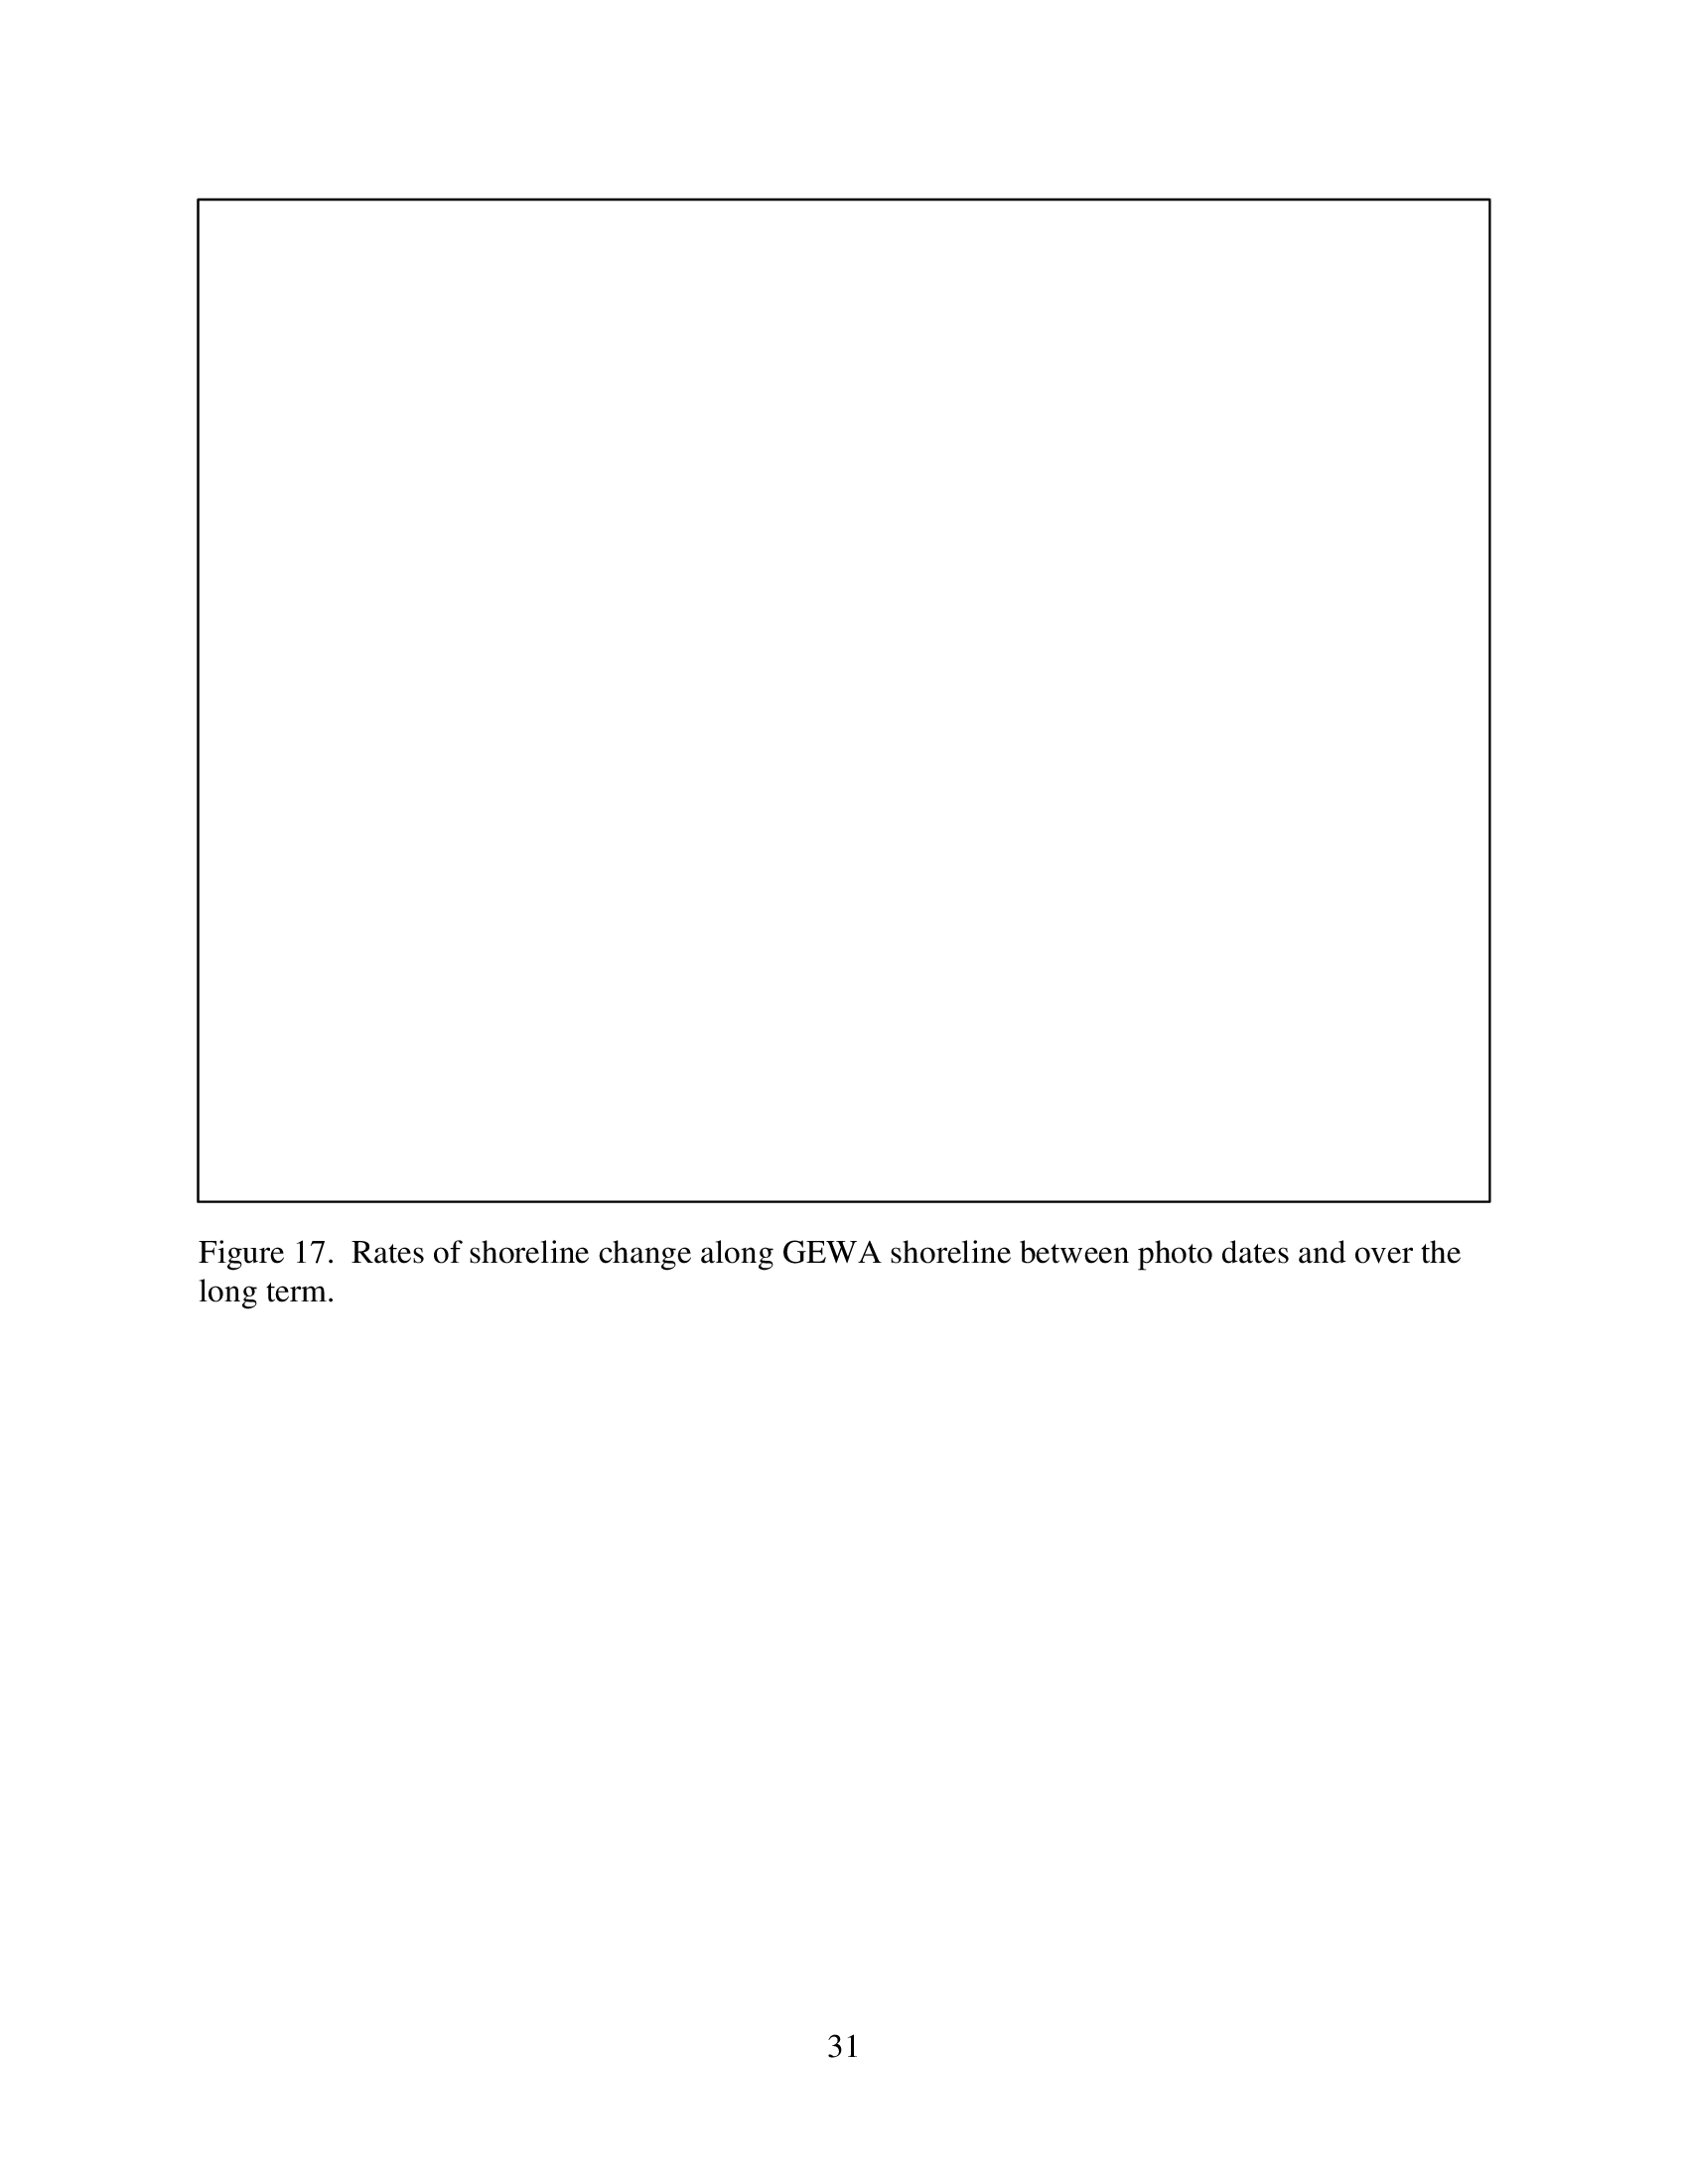 Figure 17.  Rates of shoreline change along GEWA shoreline between photo dates and over the
long term.
31